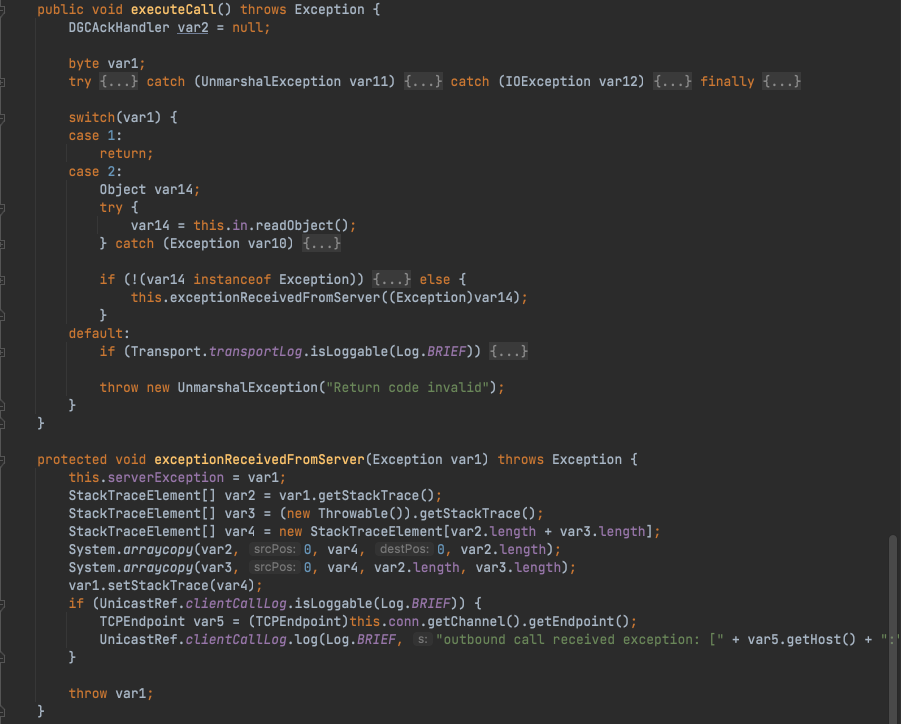 public void executeCall() throws Exception {
DGCAckHandler var2 = null;
byte var1;
try {...} catch (UnmarshalException var11) {...} catch (IOException var12) {...} finally {...}
switch(var1) {
case 1:
return;
case 2:
Object var14;
try {
var14 = this.in.readObject();
} catch (Exception var10) {...}
if (!(var14 instanceof Exception)) {...} else {
this.exceptionReceivedFromServer((Exception)var14);
}
default:
if (Transport.transportLog.isLoggable(Log.BRIEF)) {...}
throw new UnmarshalException("Return code invalid");
}
}
protected void exceptionReceivedFromServer(Exception var1) throws Exception {
this.serverException = var1;
StackTraceElement[] var2 = var1.getStackTrace();
StackTraceElement[] var3 = (new Throwable()).getStackTrace();
StackTraceElement[] var4 = new StackTraceElement[var2.length + var3.length];
System.arraycopy(var2, srcPos: 0, var4, destPos: 0, var2.length);
System.arraycopy(var3, srcPos: 0, var4, var2.length, var3.length);
var1.setStackTrace(var4);
if (UnicastRef.clientCallLog.isLoggable(Log.BRIEF)) {
TCPEndpoint var5 = (TCPEndpoint)this.conn.getChannel().getEndpoint();
UnicastRef.clientCallLog.log(Log.BRIEF, s: "outbound call received exception: [" + var5.getHost() + ":"
}
throw var1;
}